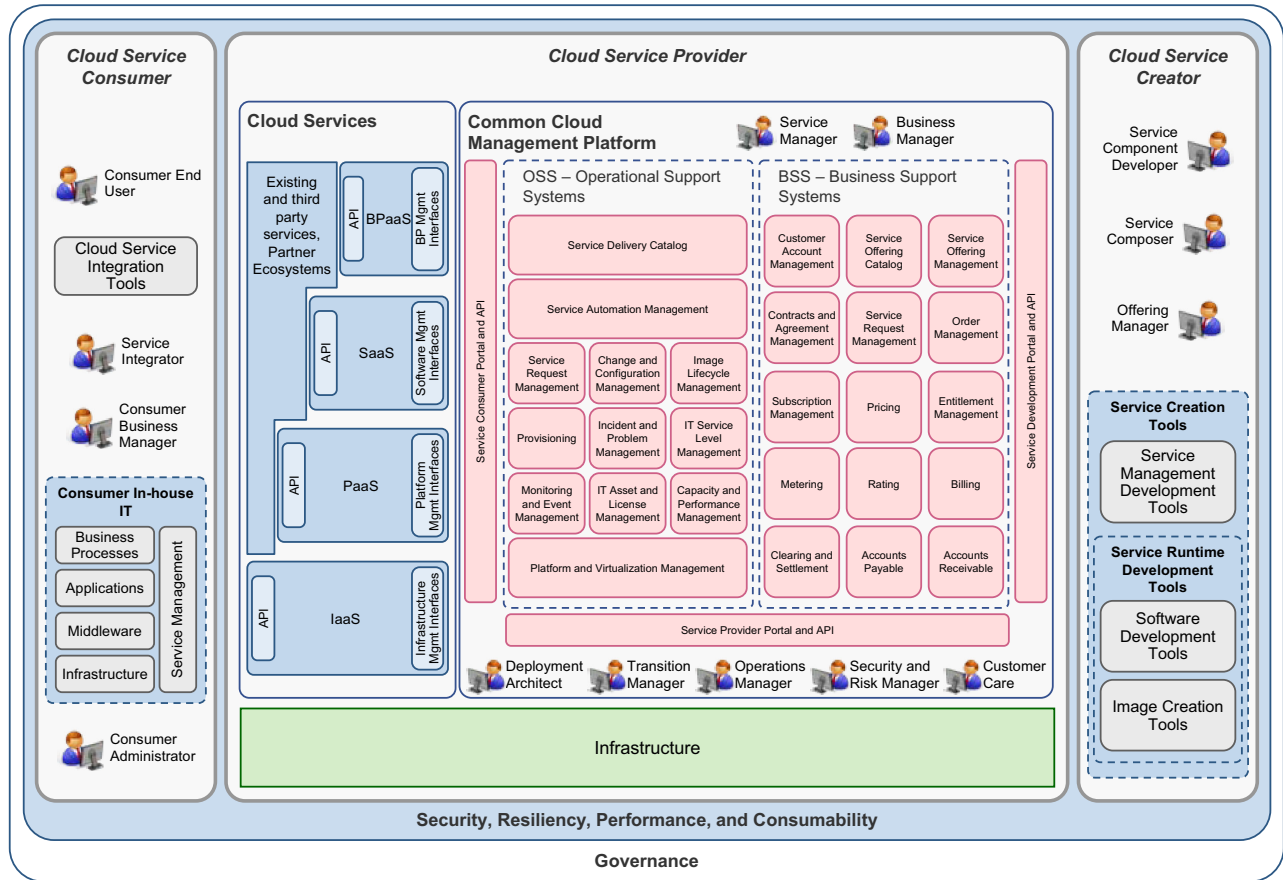 Cloud Service
Consumer
Consumer End
User
Cloud Service
Integration
Tools
Service
Integrator
Consumer
Business
Manager
Consumer In-house
IT
Business
Processes
Applications
Middleware
Infrastructure
Service Management
Consumer
Administrator
Cloud Service Provider
Cloud Services
Existing
and third
party
services,
Partner
Ecosystems
API
BPaaS
BP Mgmt
Interfaces
API
SaaS
Software Mgmt
Interfaces
API
PaaS
Platform
Mgmt Interfaces
API
IaaS
Infrastructure
Mgmt Interfaces
Common Cloud
Management Platform
Service
Manager
Business
Manager
Service Consumer Portal and API
OSS – Operational Support
Systems
Service Delivery Catalog
Service Automation Management
Service
Request
Management
Change and
Configuration
Management
Image
Lifecycle
Management
Provisioning
Incident and
Problem
Management
IT Service
Level
Management
Monitoring
and Event
Management
IT Asset and
License
Management
Capacity and
Performance
Management
Platform and Virtualization Management
BSS – Business Support
Systems
Customer
Account
Management
Service
Offering
Catalog
Service
Offering
Management
Contracts and
Agreement
Management
Service
Request
Management
Order
Management
Subscription
Management
Pricing
Entitlement
Management
Metering
Rating
Billing
Clearing and
Settlement
Accounts
Payable
Accounts
Receivable
Service Development Portal and API
Service Provider Portal and API
Deployment
Architect
Transition
Manager
Operations
Manager
Security and
Risk Manager
Customer
Care
Infrastructure
Cloud Service
Creator
Service
Component
Developer
Service
Composer
Offering
Manager
Service Creation
Tools
Service
Management
Development
Tools
Service Runtime
Development
Tools
Software
Development
Tools
Image Creation
Tools
Security, Resiliency, Performance, and Consumability
Governance